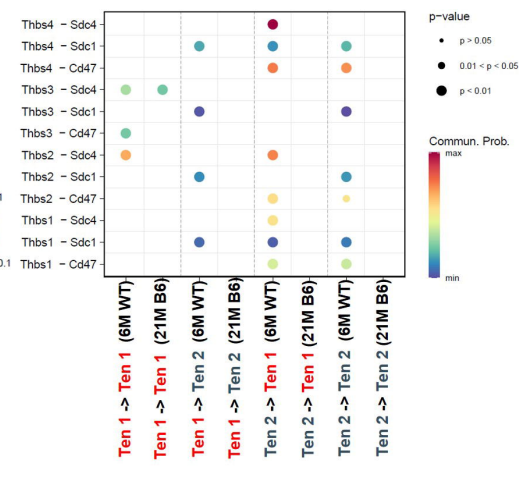 Thbs4 - Sdc4
Thbs4 - Sdc1
Thbs4 - Cd47
Thbs3 - Sdc4
Thbs3 - Sdc1
Thbs3 - Cd47
Thbs2 - Sdc4
Thbs2 - Sdc1
1
Thbs2 - Cd47
Thbs1 - Sdc4
Thbs1 - Sdc1
0.1
Thbs1 - Cd47
Ten 1 -> Ten 1 (6M WT)
Ten 1 -> Ten 1 (21M B6)
Ten 1 -> Ten 2 (6M WT)
Ten 1 -> Ten 2 (21M B6)
Ten 2 -> Ten 1 (6M WT)
Ten 2 -> Ten 1 (21M B6)
Ten 2 -> Ten 2 (6M WT)
Ten 2 -> Ten 2 (21M B6)
p-value
p > 0.05
0.01 < p < 0.05
p < 0.01
Commun. Prob.
max
min